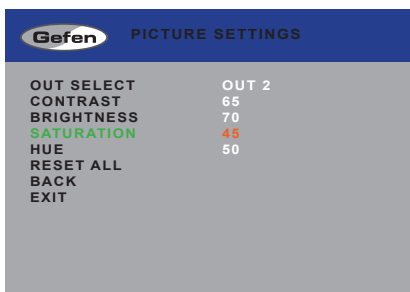 Gefen PICTURE SETTINGS
OUT SELECT OUT 2
CONTRAST 65
BRIGHTNESS 70
SATURATION 45
HUE 50
RESET ALL
BACK
EXIT